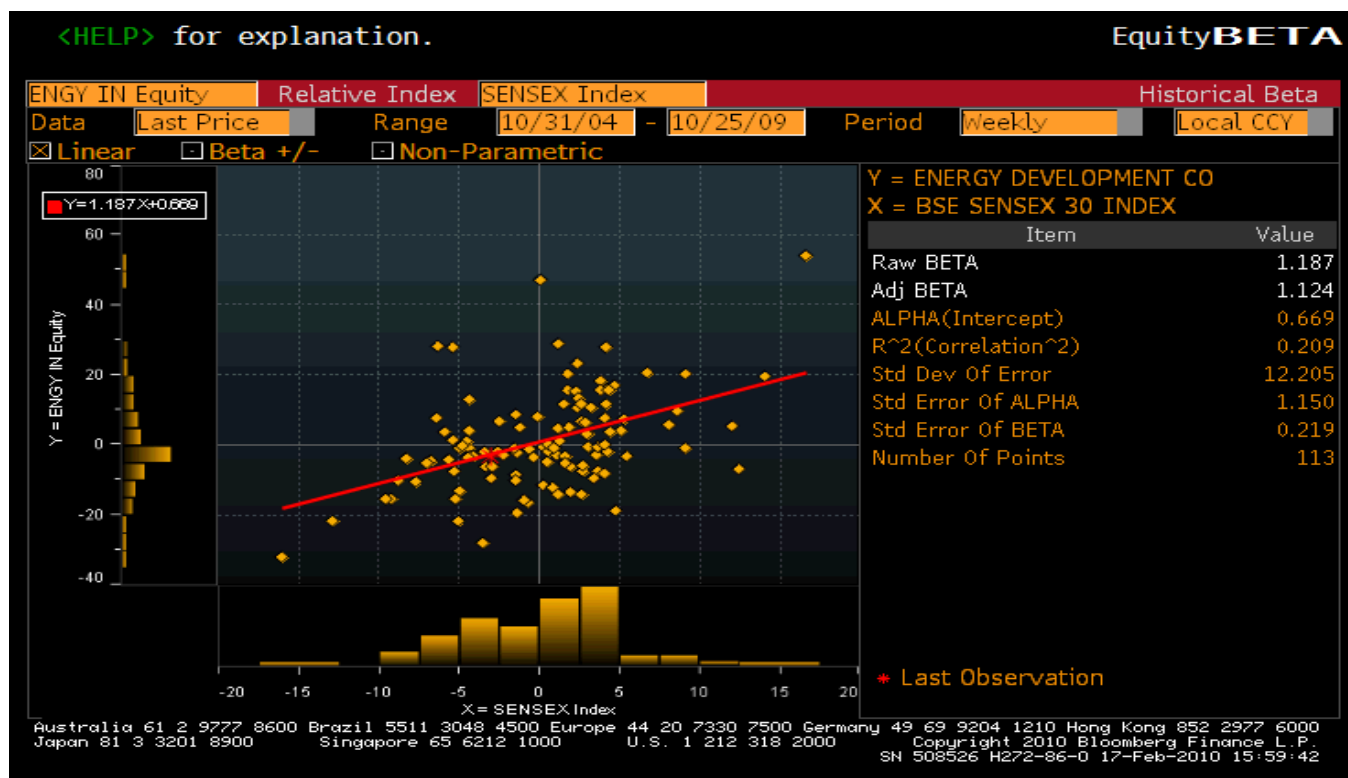 <HELP> for explanation.
EquityBETA
ENGY IN Equity Relative Index SENSEX Index Historical Beta
Data Last Price Range 10/31/04 - 10/25/09 Period Weekly Local CCY
Linear Beta +/- Non-Parametric
Y=1.187X+0.669
80
60
40
20
0
-20
-40
Y = ENGY IN Equity
-20 -15 -10 -5 0 5 10 15 20
X = SENSEX Index
Y = ENERGY DEVELOPMENT CO
X = BSE SENSEX 30 INDEX
Item Value
Raw BETA 1.187
Adj BETA 1.124
ALPHA(Intercept) 0.669
R^2(Correlation^2) 0.209
Std Dev Of Error 12.205
Std Error Of ALPHA 1.150
Std Error Of BETA 0.219
Number Of Points 113
* Last Observation
Australia 61 2 9777 8600 Brazil 5511 3048 4500 Europe 44 20 7330 7500 Germany 49 69 9204 1210 Hong Kong 852 2977 6000
Japan 81 3 3201 8900 Singapore 65 6212 1000 U.S. 1 212 318 2000 Copyright 2010 Bloomberg Finance L.P.
SN 508526 H272-86-0 17-Feb-2010 15:59:42